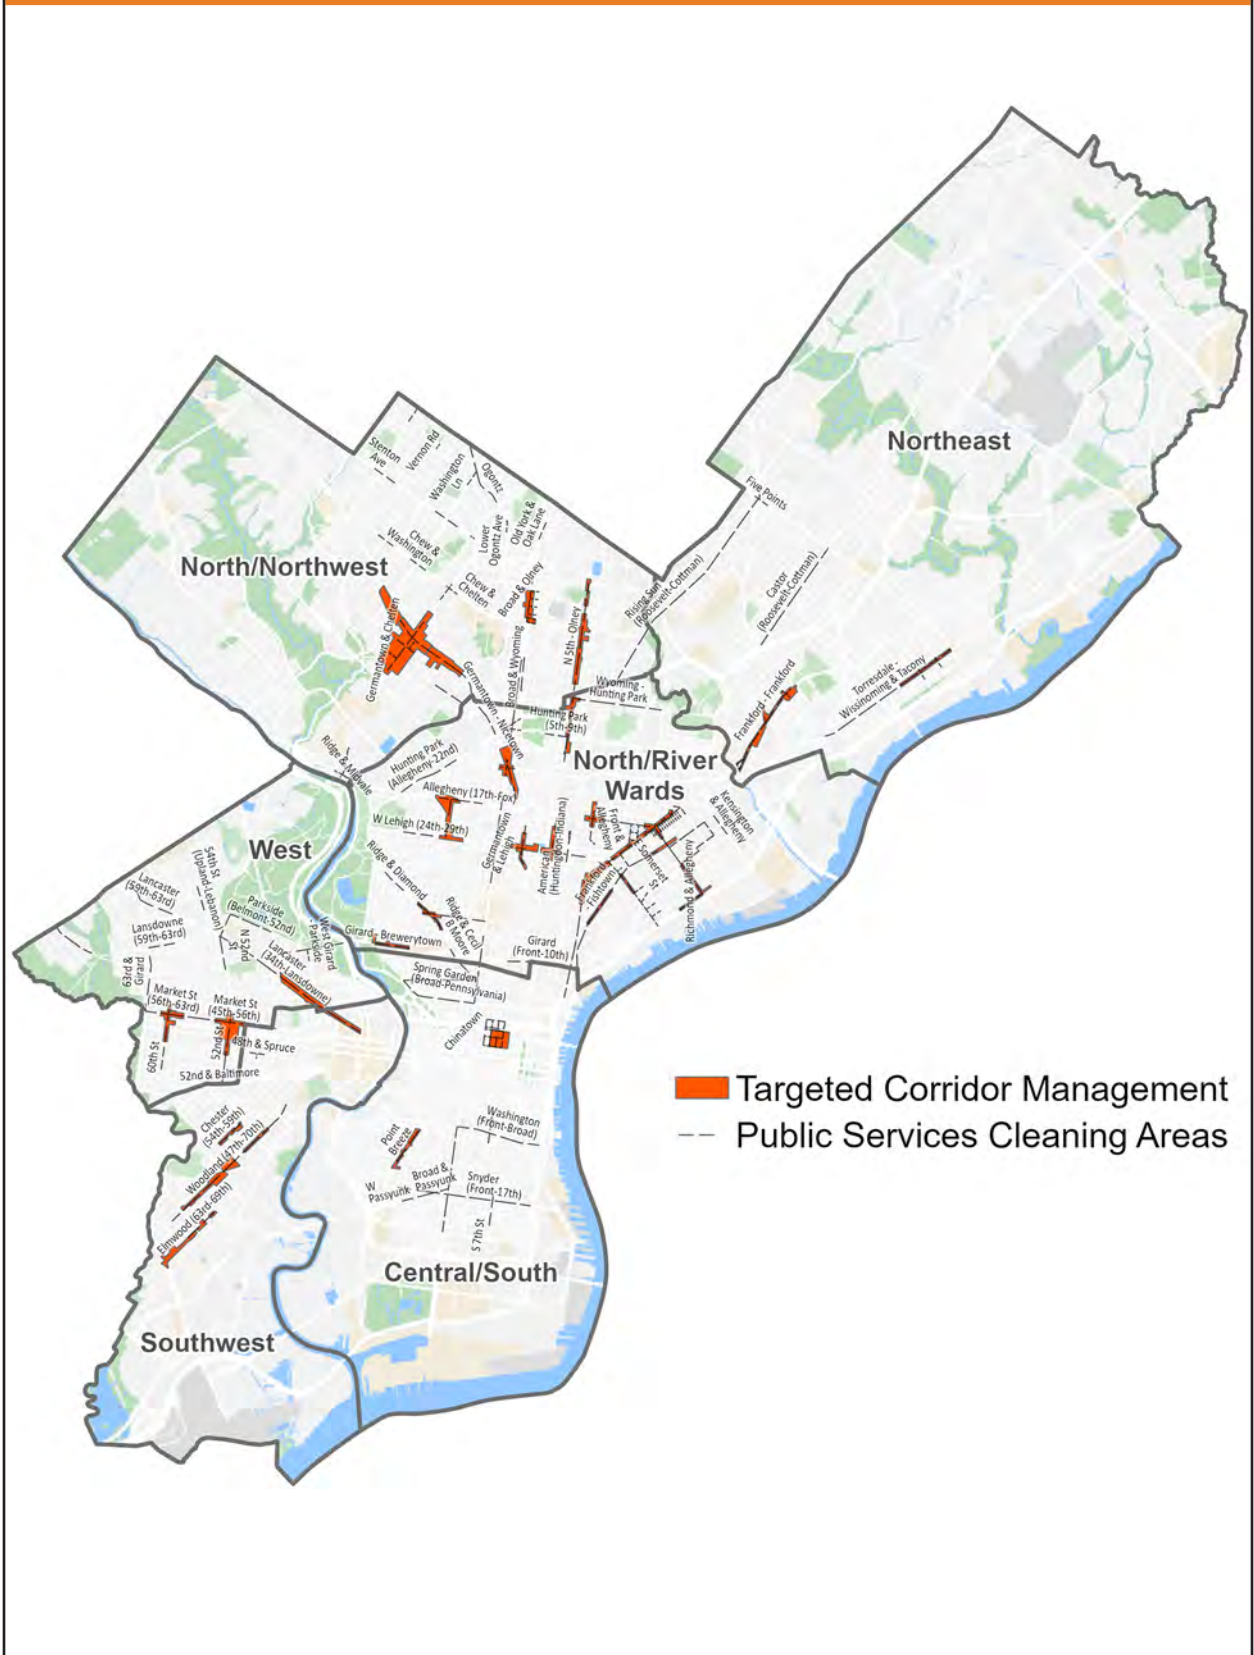 Northeast
Five Points
Stenton
Ave
Vernon Rd
Washington
Ln
Ogontz
Old York &
Oak Lane
Lower
Ogontz Ave
Chew &
Washington
North/Northwest
Chew &
Chelten
Broad & Olney
Rising Sun
(Roosevelt-Cottman)
Castor
(Roosevelt-Cottman)
Germantown & Chelten
N 5th - Olney
Broad & Wyoming
Germantown - Nicetown
Wyoming -
Hunting Park
Torresdale -
Wissinoming & Tacony
Frankford - Frankford
Hunting Park
(5th-9th)
North/River
Wards
Ridge & Midvale
Hunting Park
(Allegheny-22nd)
Allegheny (17th-Fox)
W Lehigh (24th-29th)
Germantown
& Lehigh
American
(Huntingdon-Indiana)
Front &
Allegheny
Kensington
& Allegheny
E Somerset
St
Frankford -
Fishtown
Richmond & Allegheny
West
54th St
(Upland-Lebanon)
Lancaster
(59th-63rd)
Parkside
(Belmont-52nd)
Ridge & Diamond
Ridge & Cecil
B Moore
Lansdowne
(59th-63rd)
N 52nd
St
West Girard
- Parkside
Girard - Brewerytown
Girard
(Front-10th)
63rd &
Girard
Lancaster
(34th-Lansdowne)
Spring Garden
(Broad-Pennsylvania)
Market St
(56th-63rd)
Market St
(45th-56th)
Chinatown
60th St
52nd St
48th & Spruce
52nd & Baltimore
Targeted Corridor Management
Public Services Cleaning Areas
Chester
(54th-59th)
Woodland (47th-70th)
Elmwood (63rd-69th)
Point
Breeze
Washington
(Front-Broad)
W
Passyunk
Broad &
Passyunk
Snyder
(Front-17th)
S 7th St
Central/South
Southwest